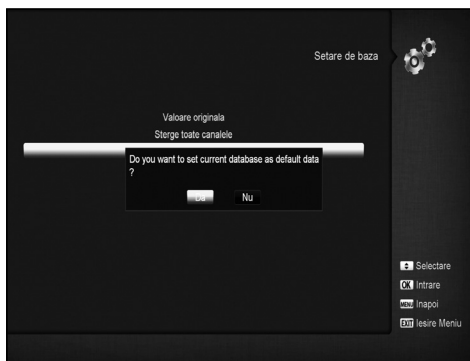 Setare de baza
Valoare originala
Sterge toate canalele
Do you want to set current database as default data
?
Da Nu
Selectare
OK Intrare
MENU Inapoi
EXIT Iesire Meniu